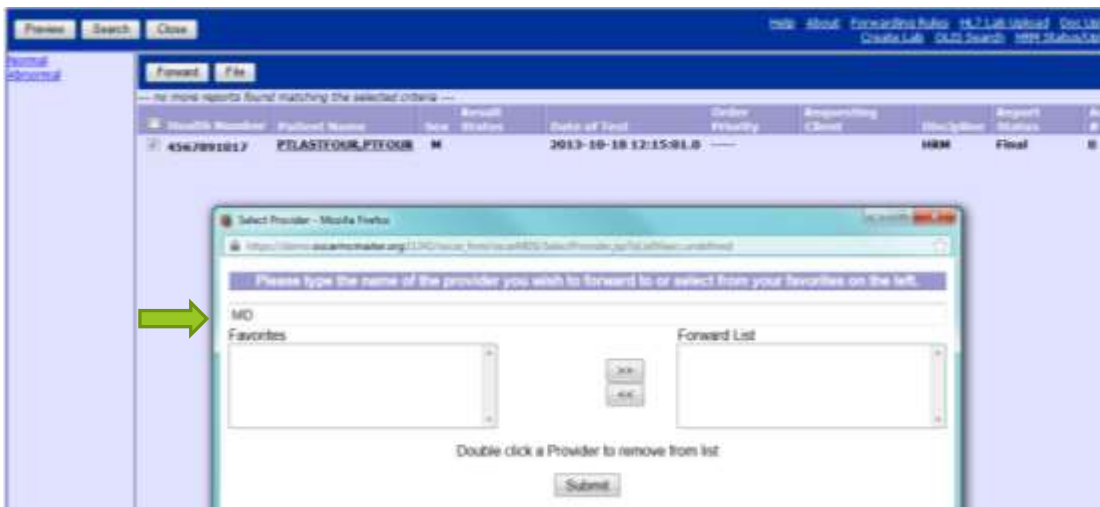 Preview Search Close
Help About Forwarding Rules HL7 Lab Upload Doc
Create Lab OLIS Search HRM
Normal
Abnormal
Forward File
--- no more reports found matching the selected criteria ---
Health Number Patient Name Sex Result Status Date of Test Order Priority Requesting Client Discipline Report Status
4567891017 PTLASTFOUR,PTFOUR M 2013-10-18 12:15:01.0 ---- HRM Final 0
Select Provider - Mozilla Firefox
Please type the name of the provider you wish to forward to or select from your favorites on the left.
MD
Favorites Forward List
>>
<<
Double click a Provider to remove from list
Submit